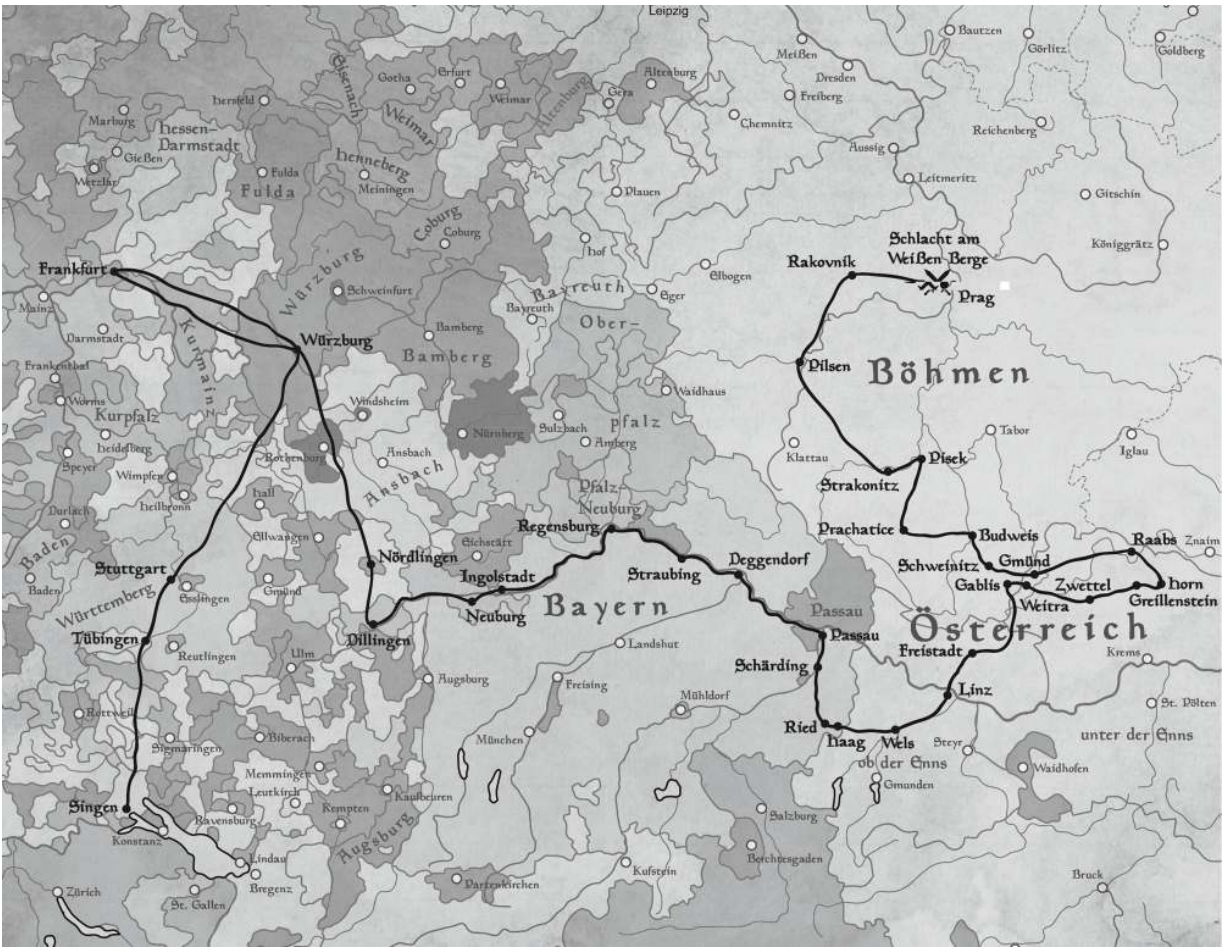 Leipzig
Bautzen
Görlitz
Goldberg
Meißen
Dresden
Freiberg
Chemnitz
Reichenberg
Aussig
Leitmeritz
Gitschin
Königgrätz
Eisenach
Gotha
Erfurt
Weimar
Weimar
Altenburg
Altenburg
Gera
Hersfeld
Marburg
Hessen-
Darmstadt
Gießen
Wetzlar
Fulda
Fulda
Henneberg
Meiningen
Plauen
Coburg
Coburg
Hof
Elbogen
Eger
Schlacht am
Weißen Berge
Rakovník
Prag
Frankfurt
Mainz
Darmstadt
Kurmainz
Würzburg
Schweinfurt
Würzburg
Bamberg
Bamberg
Bayreuth
Bayreuth
Ober-
pfalz
Pilsen
Böhmen
Frankenthal
Worms
Kurpfalz
Heidelberg
Speyer
Wimpfen
Heilbronn
Windsheim
Rothenburg
Ansbach
Ansbach
Nürnberg
Sulzbach
Amberg
Waidhaus
Klattau
Tabor
Iglau
Strakonitz
Pisek
Pfalz-
Neuburg
Durlach
Baden
Baden
Hall
Ellwangen
Eichstätt
Regensburg
Prachatice
Budweis
Schweinitz
Gmünd
Raabs
Znaim
Stuttgart
Esslingen
Württemberg
Gmünd
Nördlingen
Ingolstadt
Neuburg
Straubing
Deggendorf
Bayern
Gablis
Weitra
Zwettel
Horn
Greillenstein
Österreich
Tübingen
Reutlingen
Dillingen
Passau
Passau
Ulm
Landshut
Schärding
Freistadt
Krems
Augsburg
Freising
Mühldorf
Linz
St. Pölten
Rottweil
Sigmaringen
Biberach
München
Ried
Haag
Wels
Steyr
unter der Enns
ob der Enns
Gmunden
Waidhofen
Memmingen
Leutkirch
Kaufbeuren
Kempten
Augsburg
Singen
Ravensburg
Konstanz
Lindau
Bregenz
Salzburg
Berchtesgaden
Kufstein
Partenkirchen
Zürich
St. Gallen
Bruck